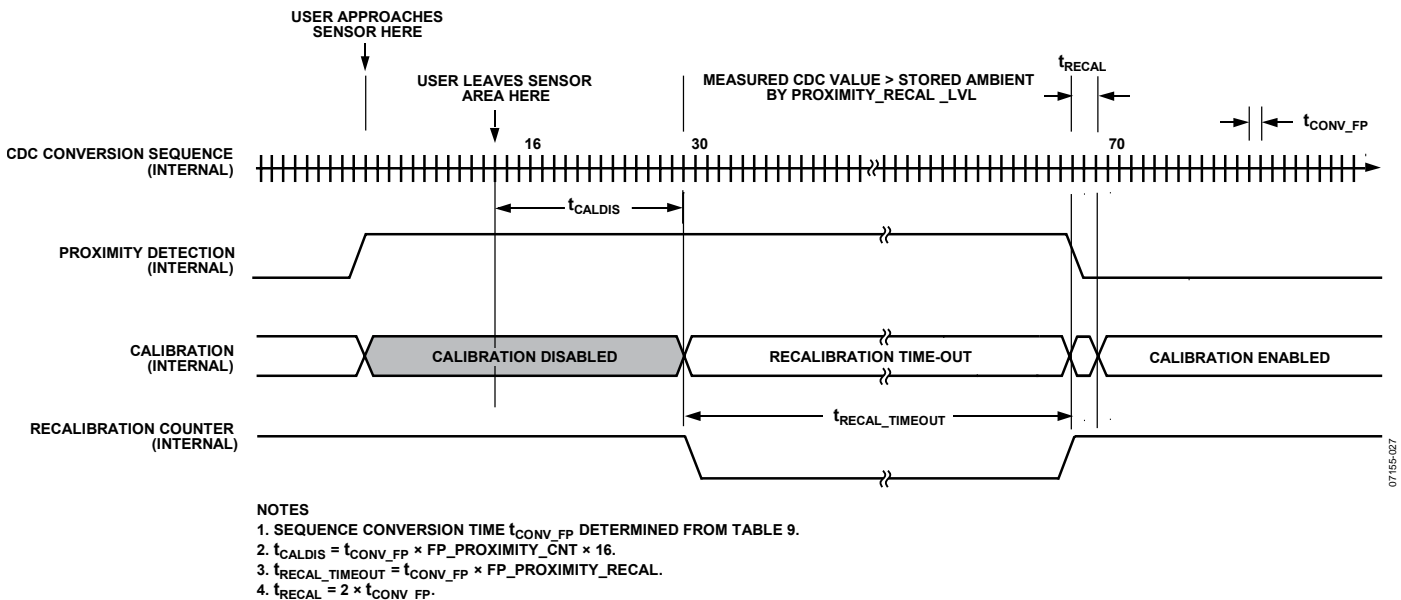 USER APPROACHES
SENSOR HERE
USER LEAVES SENSOR
AREA HERE
MEASURED CDC VALUE > STORED AMBIENT
BY PROXIMITY_RECAL _LVL
tRECAL
tCONV_FP
CDC CONVERSION SEQUENCE
(INTERNAL)
16
30
70
tCALDIS
PROXIMITY DETECTION
(INTERNAL)
CALIBRATION
(INTERNAL)
CALIBRATION DISABLED
RECALIBRATION TIME-OUT
CALIBRATION ENABLED
tRECAL_TIMEOUT
RECALIBRATION COUNTER
(INTERNAL)
07155-027
NOTES
1. SEQUENCE CONVERSION TIME tCONV_FP DETERMINED FROM TABLE 9.
2. tCALDIS = tCONV_FP × FP_PROXIMITY_CNT × 16.
3. tRECAL_TIMEOUT = tCONV_FP × FP_PROXIMITY_RECAL.
4. tRECAL = 2 × tCONV_FP.